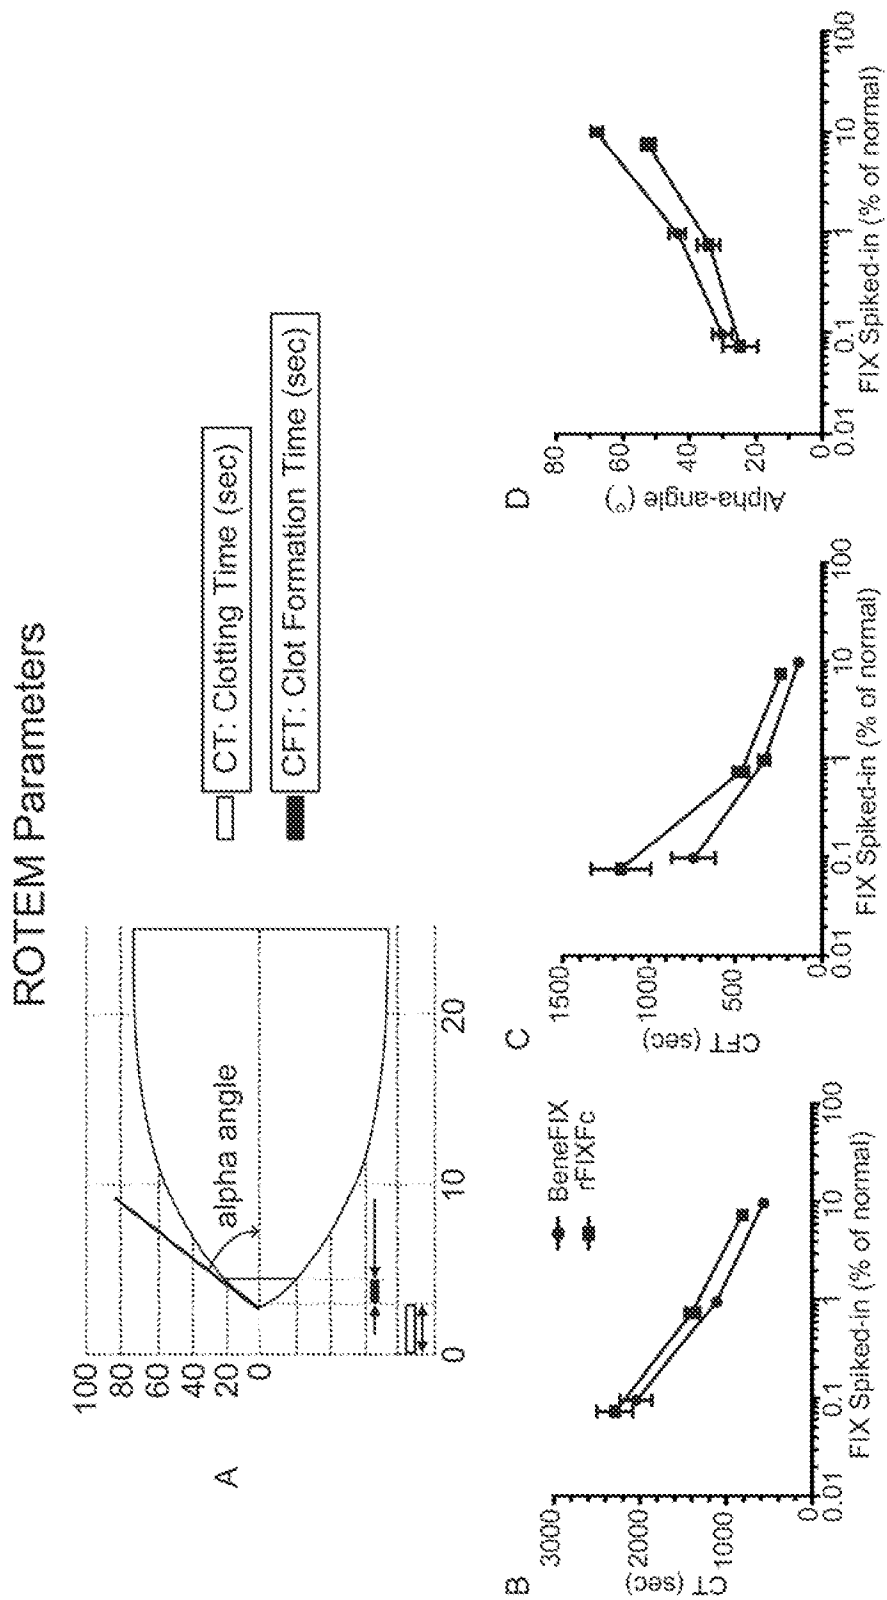 ROTEM Parameters
A
100
80
60
40
20
0
alpha angle
0
10
20
CT: Clotting Time (sec)
CFT: Clot Formation Time (sec)
B
CT (sec)
3000
2000
1000
0
0.01
0.1
1
10
100
FIX Spiked-in (% of normal)
BeneFIX
rFIXFc
C
CFT (sec)
1500
1000
500
0
0.01
0.1
1
10
100
FIX Spiked-in (% of normal)
D
Alpha-angle (°)
80
60
40
20
0
0.01
0.1
1
10
100
FIX Spiked-in (% of normal)